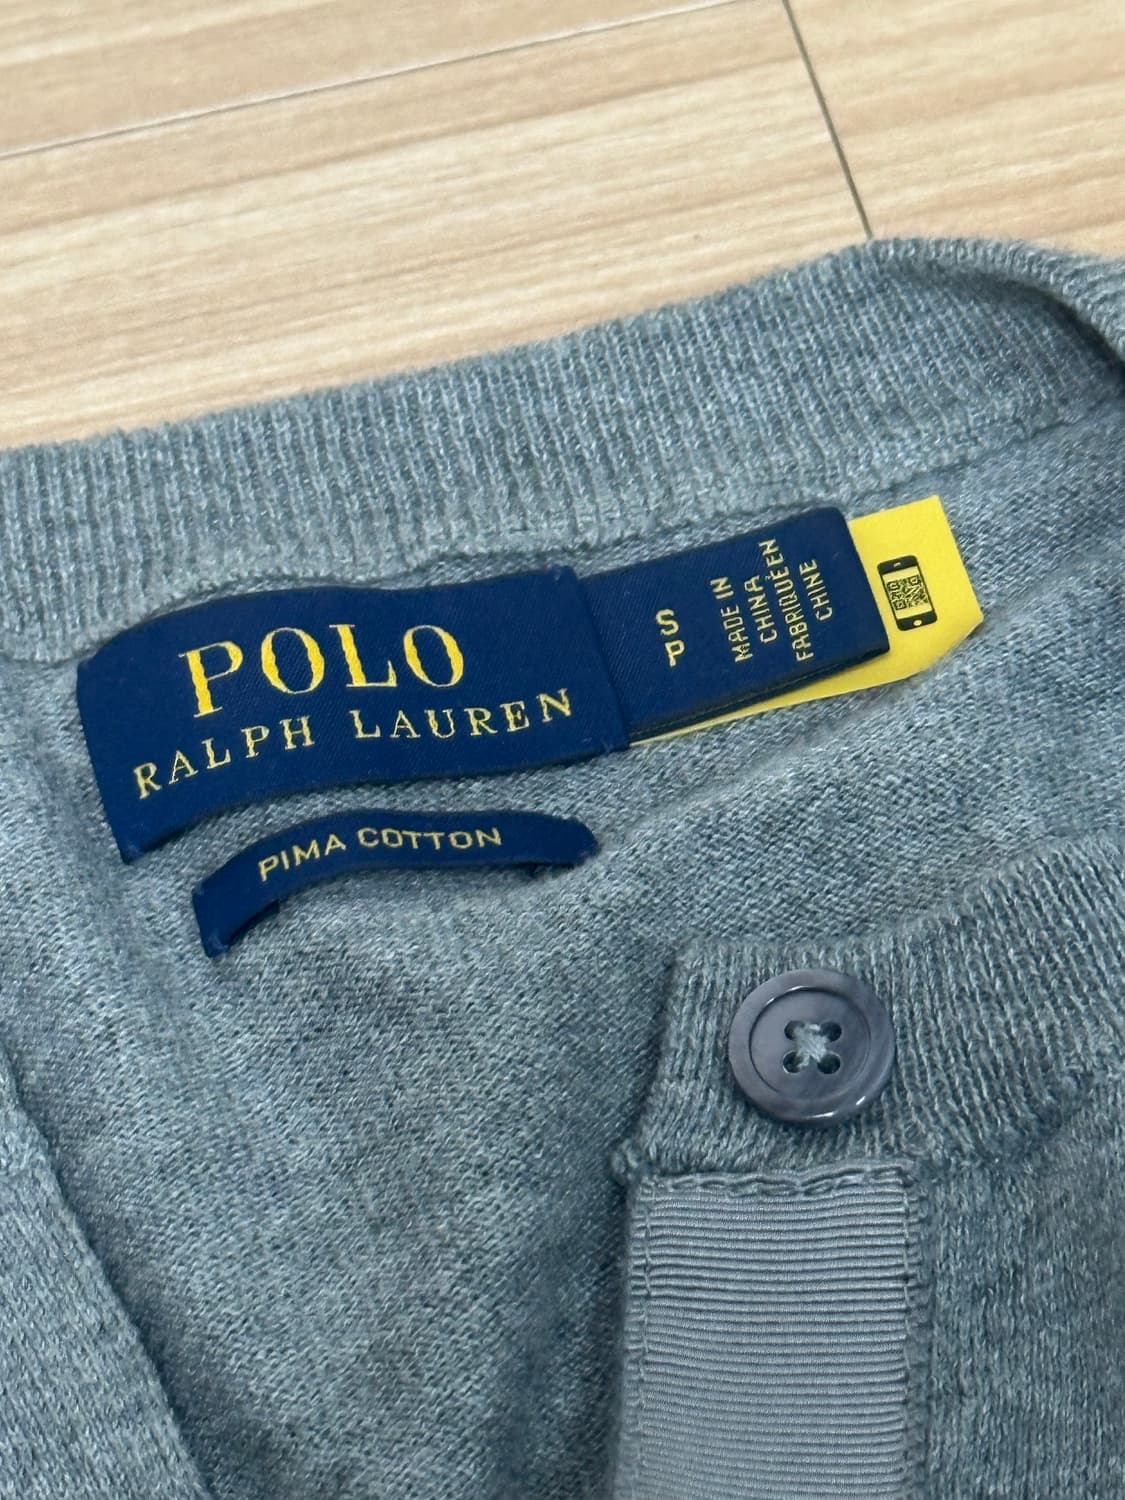 POLO
RALPH LAUREN
PIMA COTTON
S
P
MADE IN
CHINA
FABRIQUÉ EN
CHINE